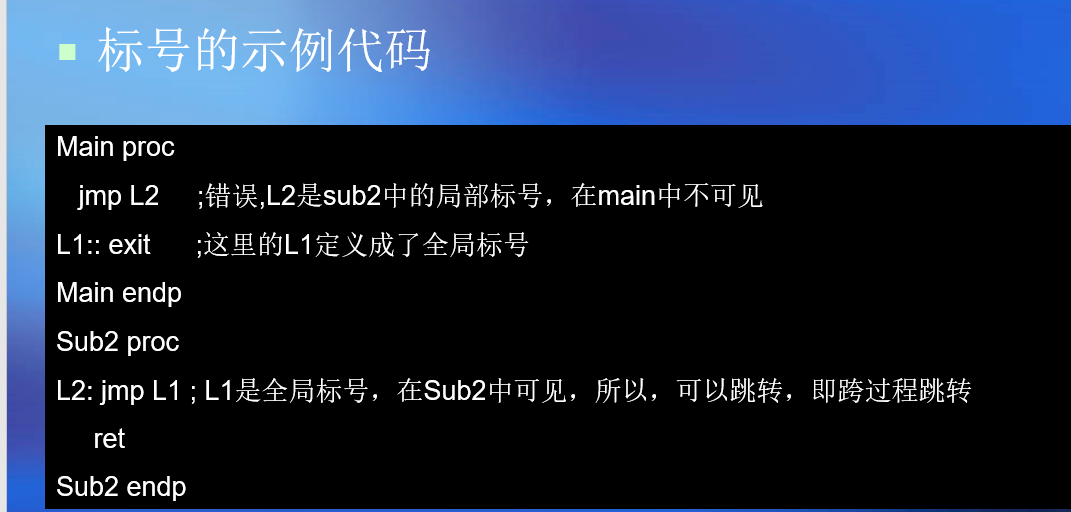 标号的示例代码
Main proc
jmp L2 ;错误,L2是sub2中的局部标号，在main中不可见
L1:: exit ;这里的L1定义成了全局标号
Main endp
Sub2 proc
L2: jmp L1 ; L1是全局标号，在Sub2中可见，所以，可以跳转，即跨过程跳转
ret
Sub2 endp